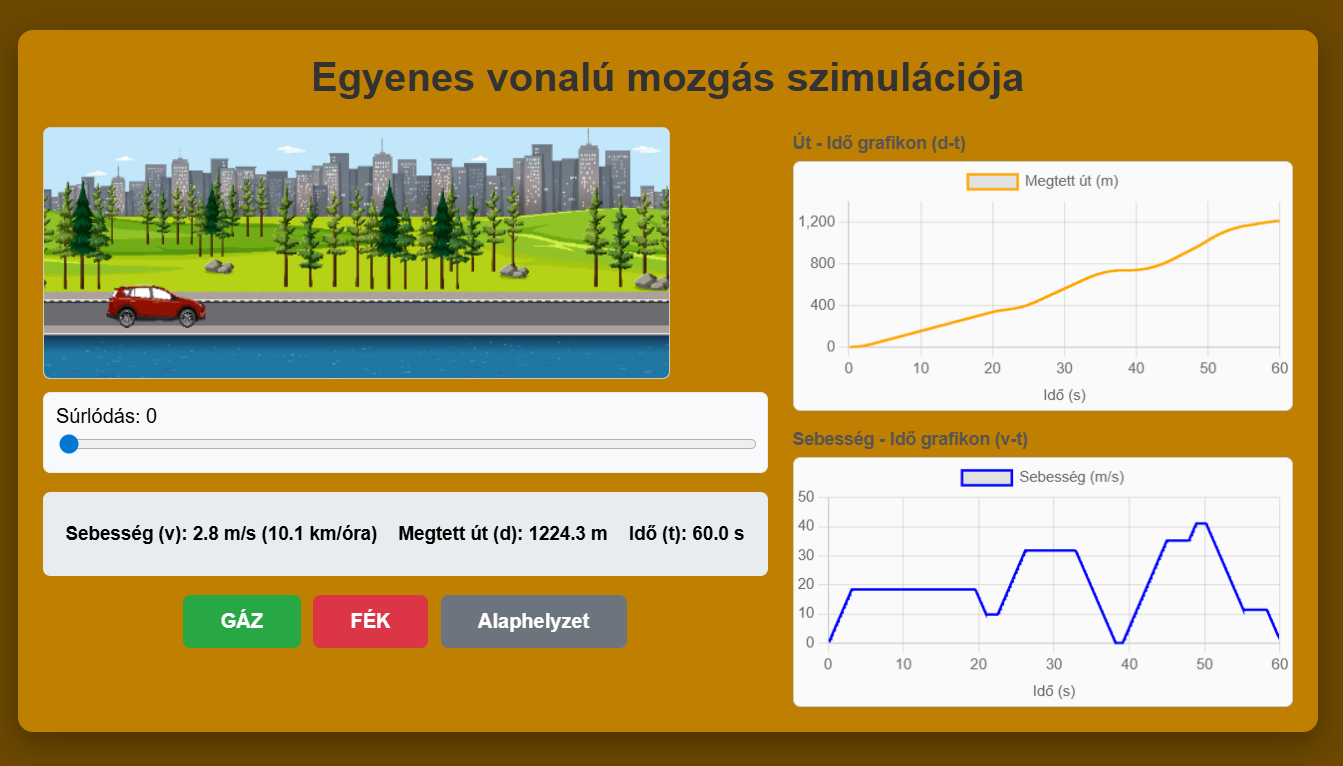 Egyenes vonalú mozgás szimulációja
Út - Idő grafikon (d-t)
Megtett út (m)
1,200
800
400
0
0 10 20 30 40 50 60
Idő (s)
Súrlódás: 0
Sebesség (v): 2.8 m/s (10.1 km/óra) Megtett út (d): 1224.3 m Idő (t): 60.0 s
GÁZ FÉK Alaphelyzet
Sebesség - Idő grafikon (v-t)
Sebesség (m/s)
50
40
30
20
10
0
0 10 20 30 40 50 60
Idő (s)